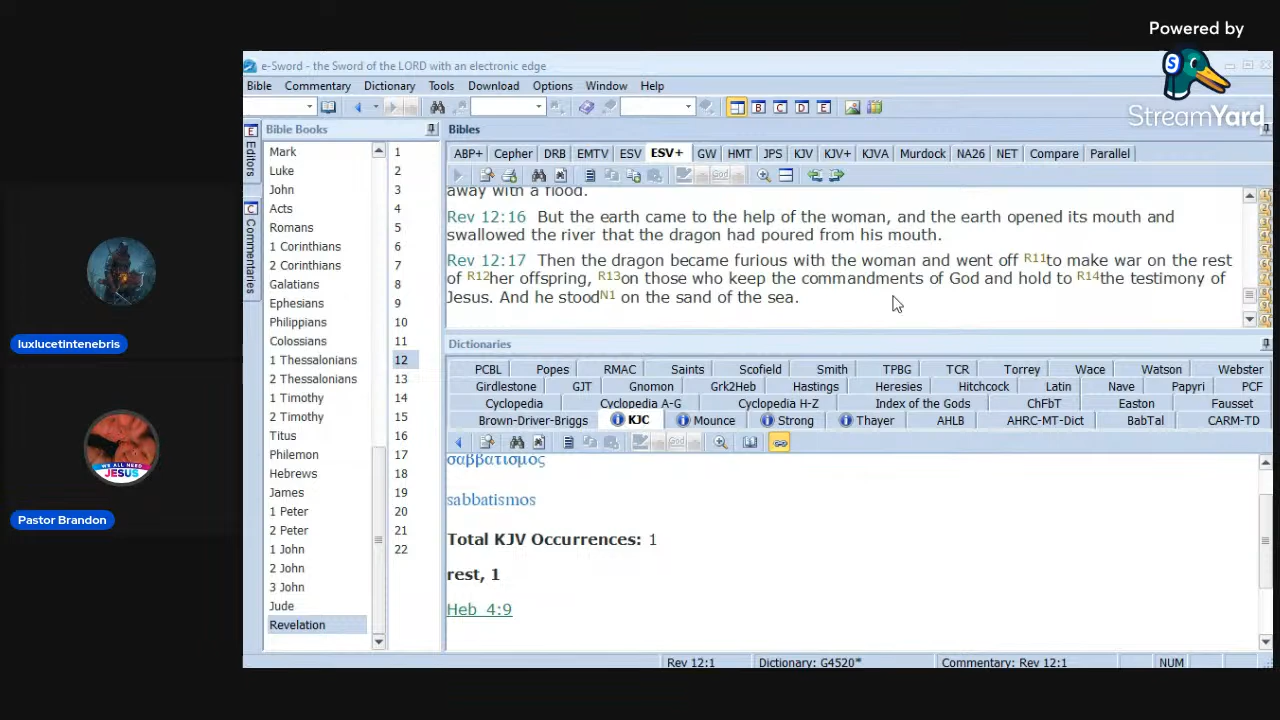 Powered by
StreamYard
e-Sword - the Sword of the LORD with an electronic edge
Bible Commentary Dictionary Tools Download Options Window Help
B C D E
Bible Books
Bibles
E Editors
C Commentaries
Mark
Luke
John
Acts
Romans
1 Corinthians
2 Corinthians
Galatians
Ephesians
Philippians
Colossians
1 Thessalonians
2 Thessalonians
1 Timothy
2 Timothy
Titus
Philemon
Hebrews
James
1 Peter
2 Peter
1 John
2 John
3 John
Jude
Revelation
1
2
3
4
5
6
7
8
9
10
11
12
13
14
15
16
17
18
19
20
21
22
ABP+ Cepher DRB EMTV ESV ESV+ GW HMT JPS KJV KJV+ KJVA Murdock NA26 NET Compare Parallel
away with a flood.
Rev 12:16 But the earth came to the help of the woman, and the earth opened its mouth and
swallowed the river that the dragon had poured from his mouth.
Rev 12:17 Then the dragon became furious with the woman and went off R11to make war on the rest
of R12her offspring, R13on those who keep the commandments of God and hold to R14the testimony of
Jesus. And he stoodN1 on the sand of the sea.
Dictionaries
PCBL Popes RMAC Saints Scofield Smith TPBG TCR Torrey Wace Watson Webster
Girdlestone GJT Gnomon Grk2Heb Hastings Heresies Hitchcock Latin Nave Papyri PCF
Cyclopedia Cyclopedia A-G Cyclopedia H-Z Index of the Gods ChFbT Easton Fausset
Brown-Driver-Briggs KJC Mounce Strong Thayer AHLB AHRC-MT-Dict BabTal CARM-TD
σαββατισμος
sabbatismos
Total KJV Occurrences: 1
rest, 1
Heb 4:9
Rev 12:1 Dictionary: G4520* Commentary: Rev 12:1 NUM
luxlucetintenebris
WE ALL NEED
JESUS
Pastor Brandon